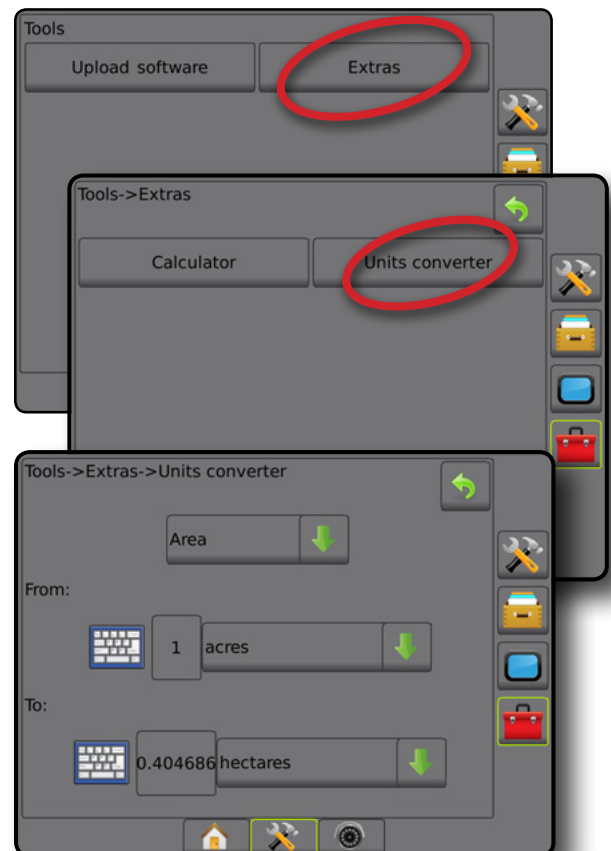 Tools
Upload software Extras
Tools->Extras
Calculator Units converter
Tools->Extras->Units converter
Area
From:
1 acres
To:
0.404686 hectares